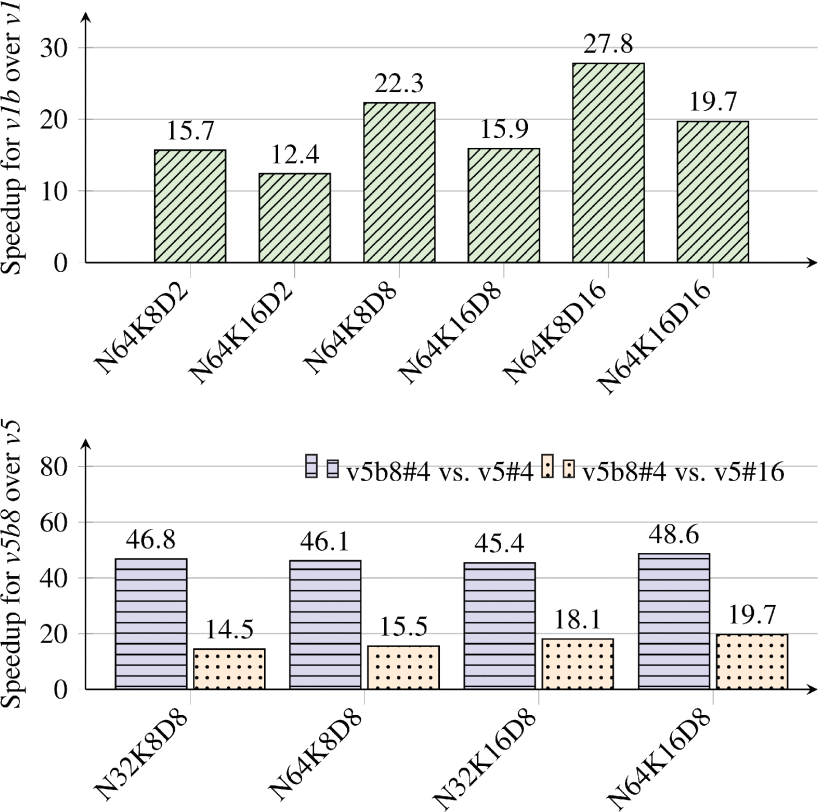 Speedup for v1b over v1
30
20
10
0
15.7
12.4
22.3
15.9
27.8
19.7
N64K8D2
N64K16D2
N64K8D8
N64K16D8
N64K8D16
N64K16D16
Speedup for v5b8 over v5
80
60
40
20
0
v5b8#4 vs. v5#4
v5b8#4 vs. v5#16
46.8
14.5
46.1
15.5
45.4
18.1
48.6
19.7
N32K8D8
N64K8D8
N32K16D8
N64K16D8